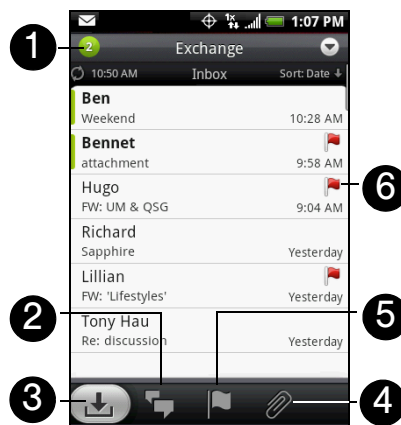 1x 1:07 PM
1 2 Exchange
10:50 AM Inbox Sort: Date
Ben
Weekend 10:28 AM
Bennet
attachment 9:58 AM
Hugo 6
FW: UM & QSG 9:04 AM
Richard
Sapphire Yesterday
Lillian
FW: 'Lifestyles' Yesterday
2 5
Tony Hau
Re: discussion Yesterday
3 4